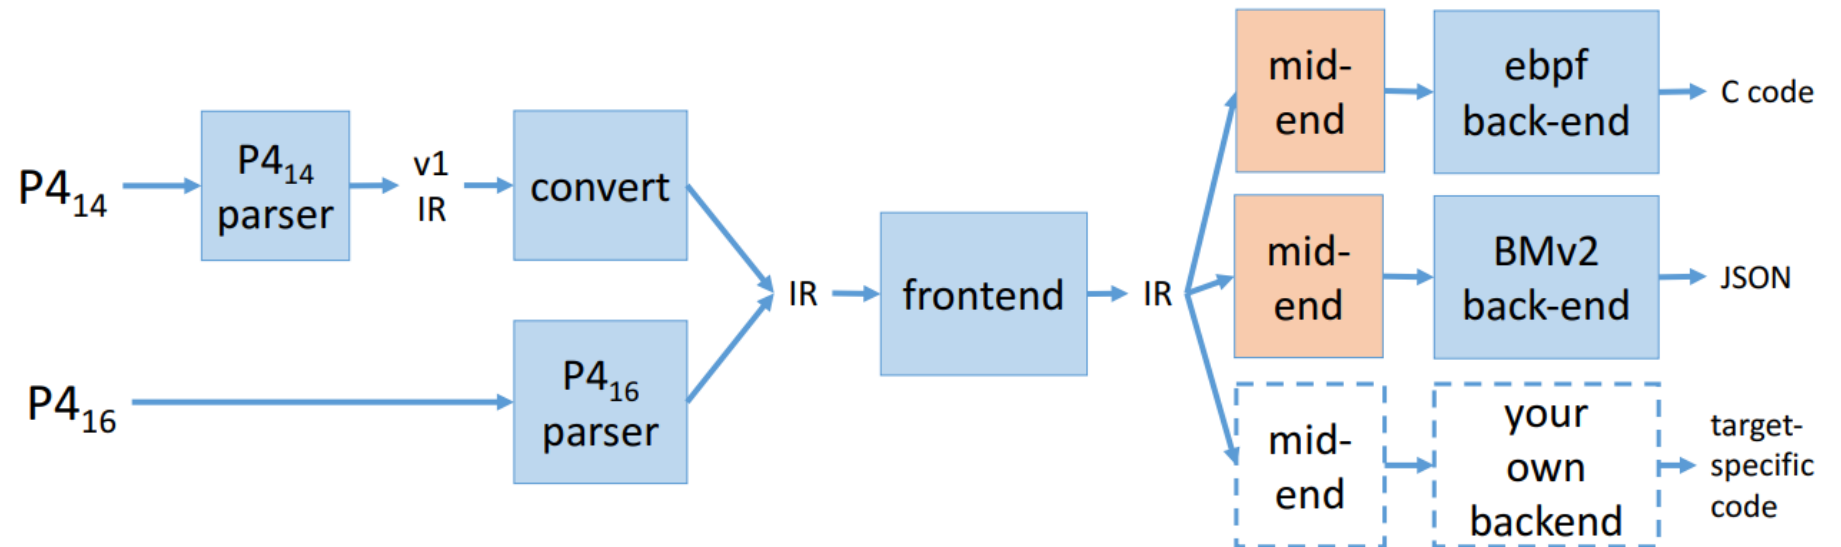 P4₁₄
P4₁₄
parser
v1
IR
convert
P4₁₆
P4₁₆
parser
IR
frontend
IR
mid-
end
ebpf
back-end
C code
mid-
end
BMv2
back-end
JSON
mid-
end
your
own
backend
target-
specific
code